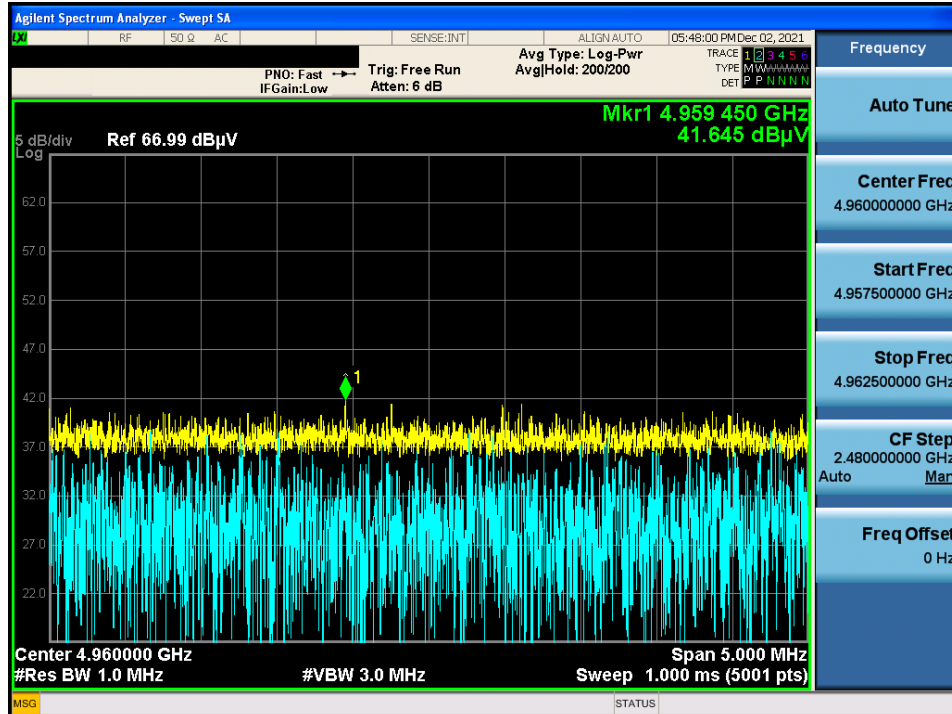 Agilent Spectrum Analyzer - Swept SA
LXI RF 50 Ω AC SENSE:INT ALIGN AUTO 05:48:00 PM Dec 02, 2021
Frequency
PNO: Fast Trig: Free Run Avg Type: Log-Pwr TRACE 1 2 3 4 5 6
IFGain:Low Atten: 6 dB Avg|Hold: 200/200 TYPE M W W W W W
DET P P N N N N
Auto Tune
Mkr1 4.959 450 GHz
41.645 dBµV
5 dB/div Ref 66.99 dBµV
Log
62.0
57.0
52.0
47.0
42.0
37.0
32.0
27.0
22.0
1
Center 4.960000 GHz Span 5.000 MHz
#Res BW 1.0 MHz #VBW 3.0 MHz Sweep 1.000 ms (5001 pts)
Center Freq
4.960000000 GHz
Start Freq
4.957500000 GHz
Stop Freq
4.962500000 GHz
CF Step
2.480000000 GHz
Auto Man
Freq Offset
0 Hz
MSG STATUS